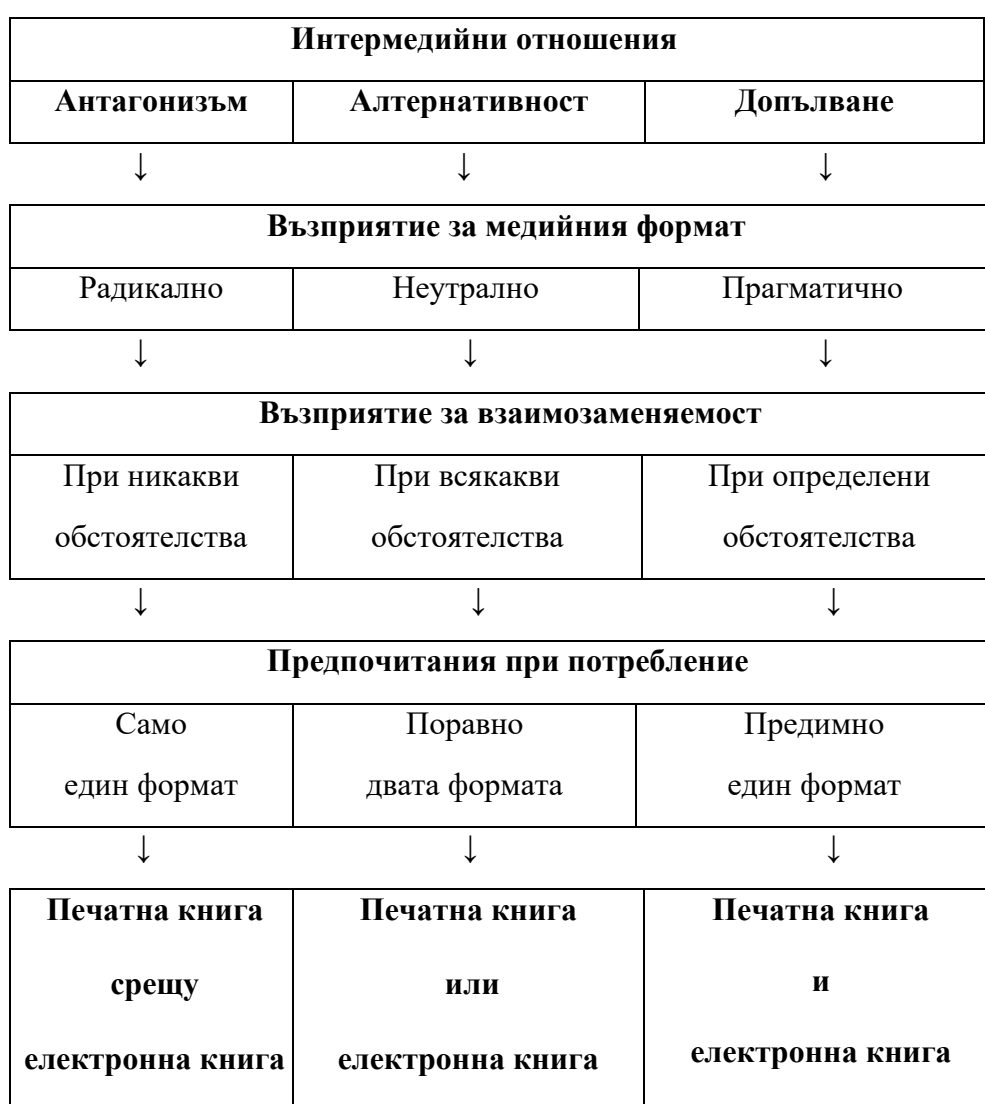 Интермедийни отношения
Антагонизъм Алтернативност Допълване
↓ ↓ ↓
Възприятие за медийния формат
Радикално Неутрално Прагматично
↓ ↓ ↓
Възприятие за взаимозаменяемост
При никакви При всякакви При определени
обстоятелства обстоятелства обстоятелства
↓ ↓ ↓
Предпочитания при потребление
Само Поравно Предимно
един формат двата формата един формат
↓ ↓ ↓
Печатна книга Печатна книга Печатна книга
срещу или и
електронна книга електронна книга електронна книга